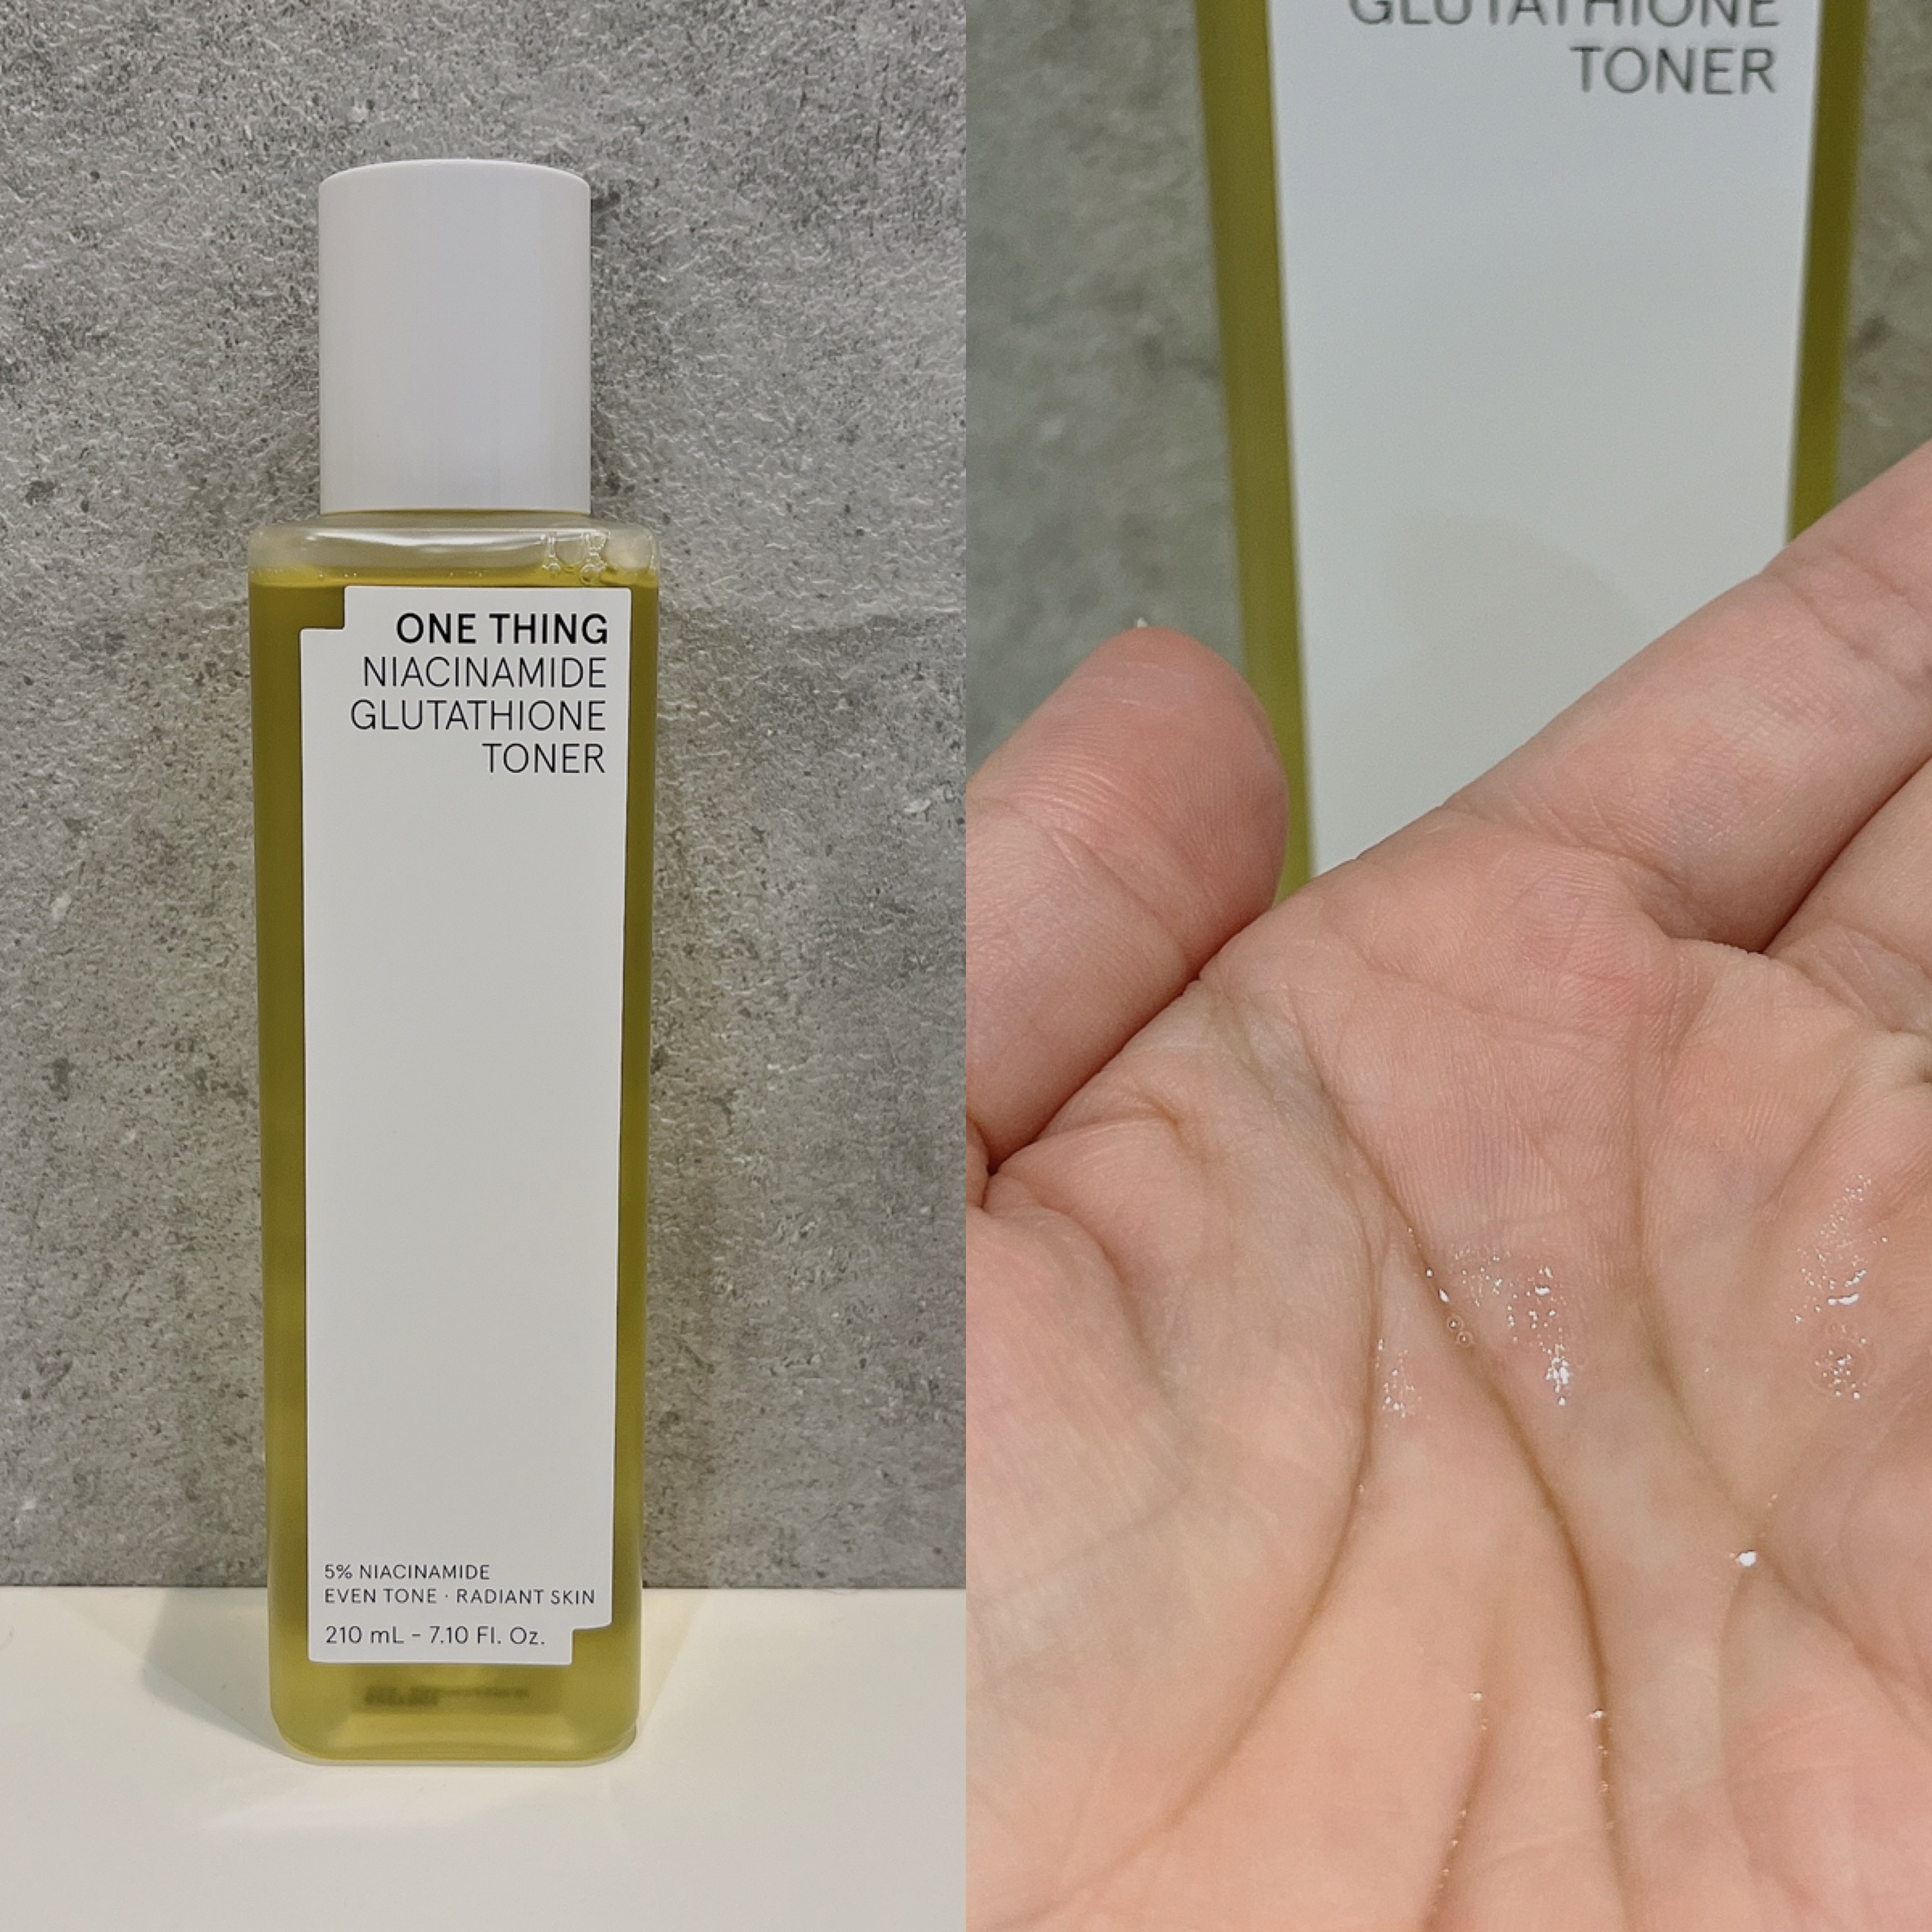 ONE THING
NIACINAMIDE
GLUTATHIONE
TONER
5% NIACINAMIDE
EVEN TONE · RADIANT SKIN
210 mL – 7.10 Fl. Oz.
GLUTATHIONE
TONER